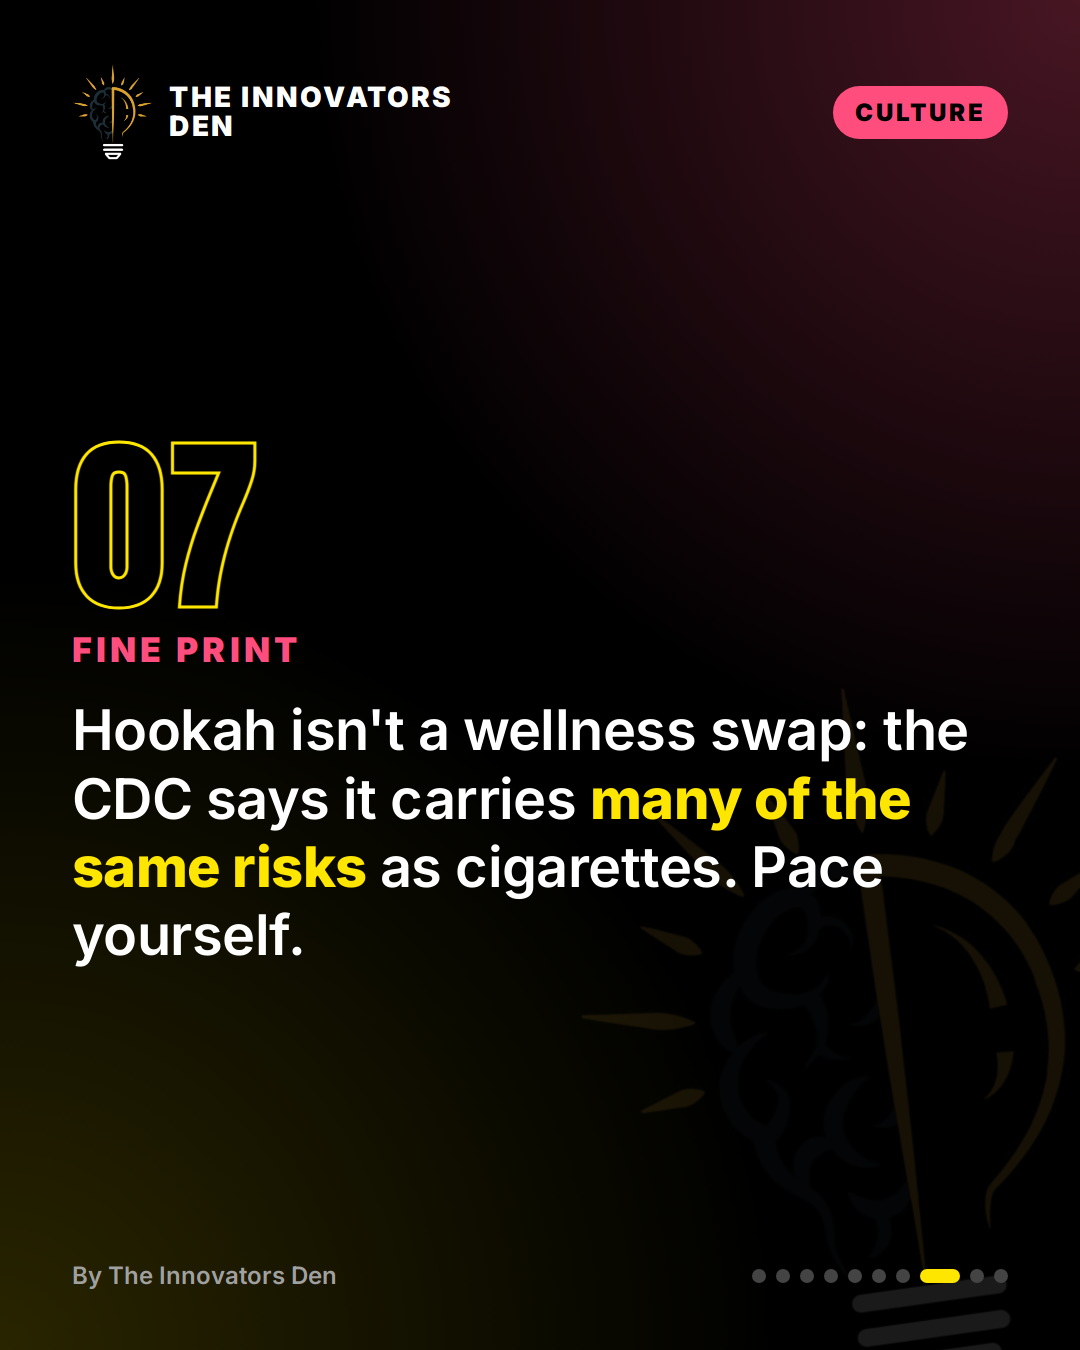 THE INNOVATORS
DEN
CULTURE
07
FINE PRINT
Hookah isn't a wellness swap: the
CDC says it carries many of the
same risks as cigarettes. Pace
yourself.
By The Innovators Den